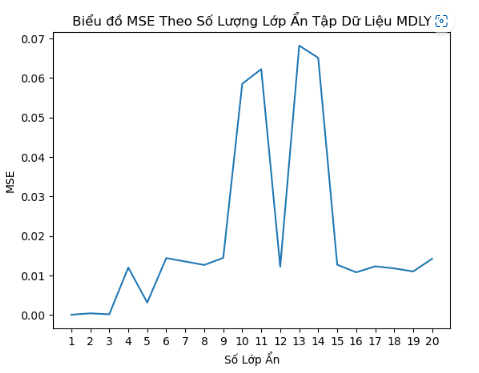 Biểu đồ MSE Theo Số Lượng Lớp Ẩn Tập Dữ Liệu MDLY
0.07
0.06
0.05
0.04
0.03
0.02
0.01
0.00
MSE
1 2 3 4 5 6 7 8 9 10 11 12 13 14 15 16 17 18 19 20
Số Lớp Ẩn